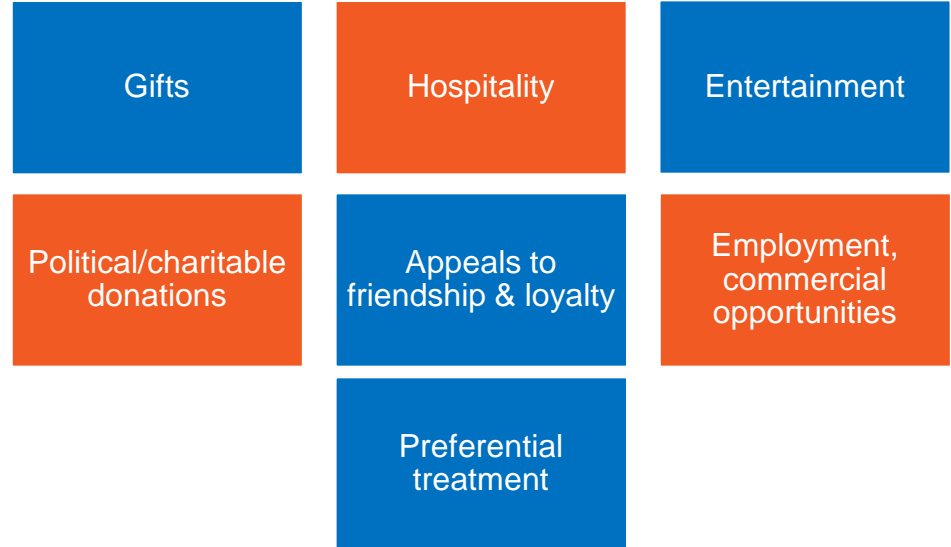 Gifts
Hospitality
Entertainment
Political/charitable
donations
Appeals to
friendship & loyalty
Employment,
commercial
opportunities
Preferential
treatment